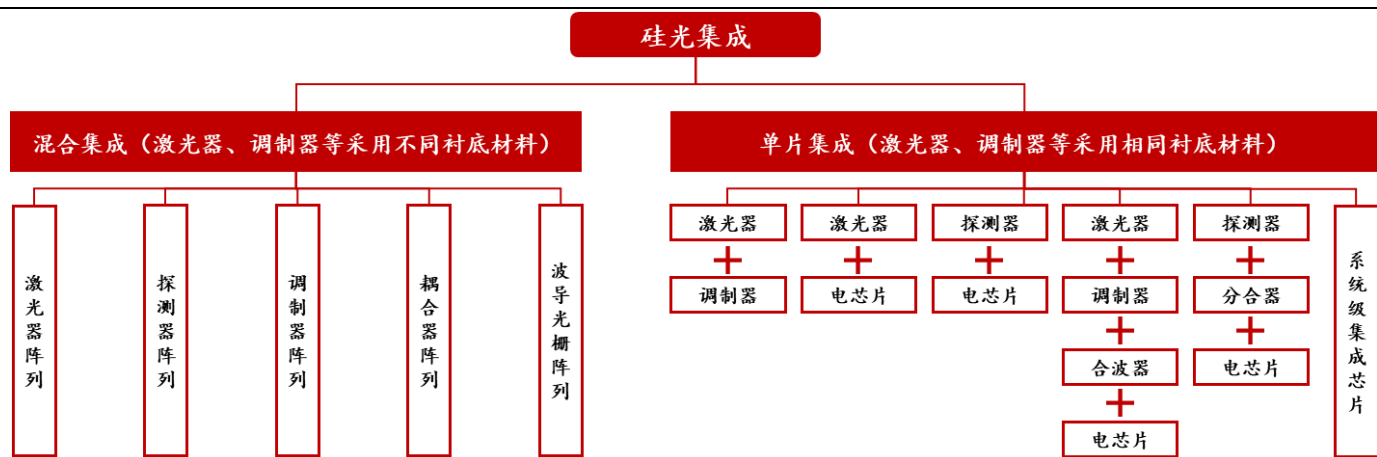 硅光集成
混合集成（激光器、调制器等采用不同衬底材料）
单片集成（激光器、调制器等采用相同衬底材料）
激光器阵列
探测器阵列
调制器阵列
耦合器阵列
波导光栅阵列
激光器
+
调制器
激光器
+
电芯片
探测器
+
电芯片
激光器
+
调制器
+
合波器
+
电芯片
探测器
+
分合器
+
电芯片
系统级集成芯片